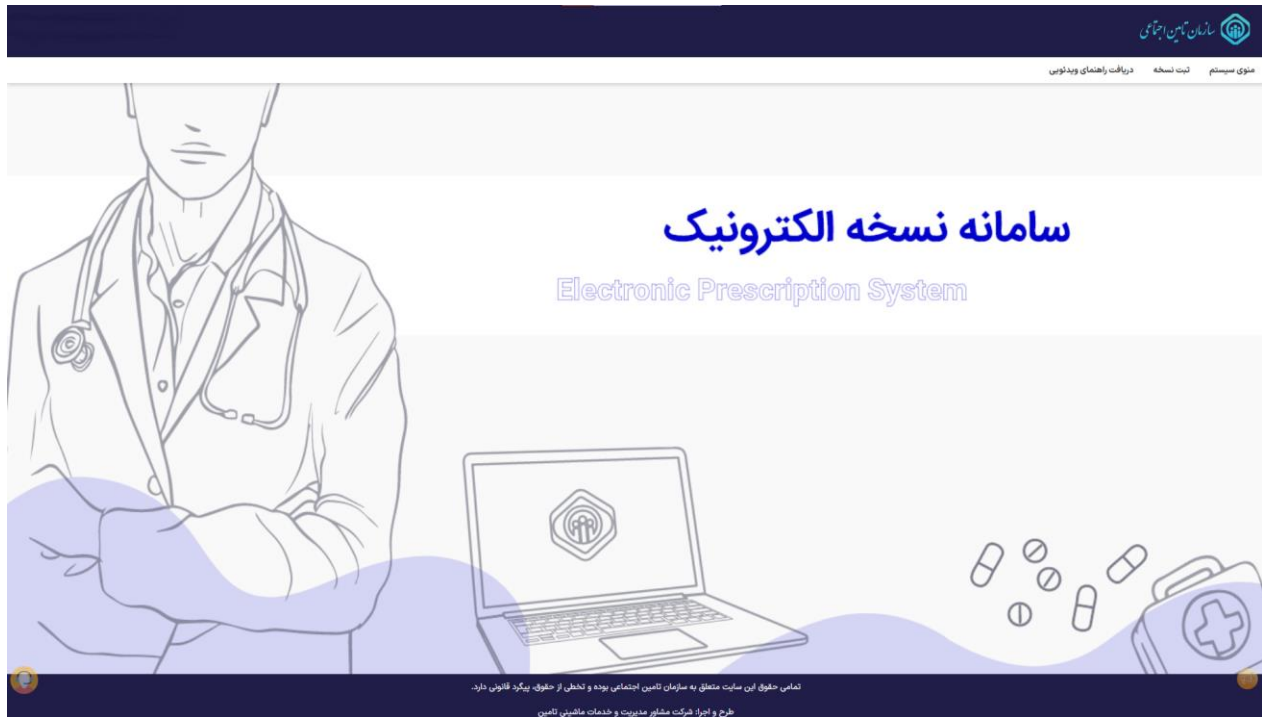 سازمان تامین اجتماعی
منوی سیستم ثبت نسخه دریافت راهنمای ویدئویی
سامانه نسخه الکترونیک
Electronic Prescription System
تمامی حقوق این سایت متعلق به سازمان تامین اجتماعی بوده و تخطی از حقوق، پیگرد قانونی دارد.
طرح و اجرا: شرکت مشاور مدیریت و خدمات ماشینی تامین